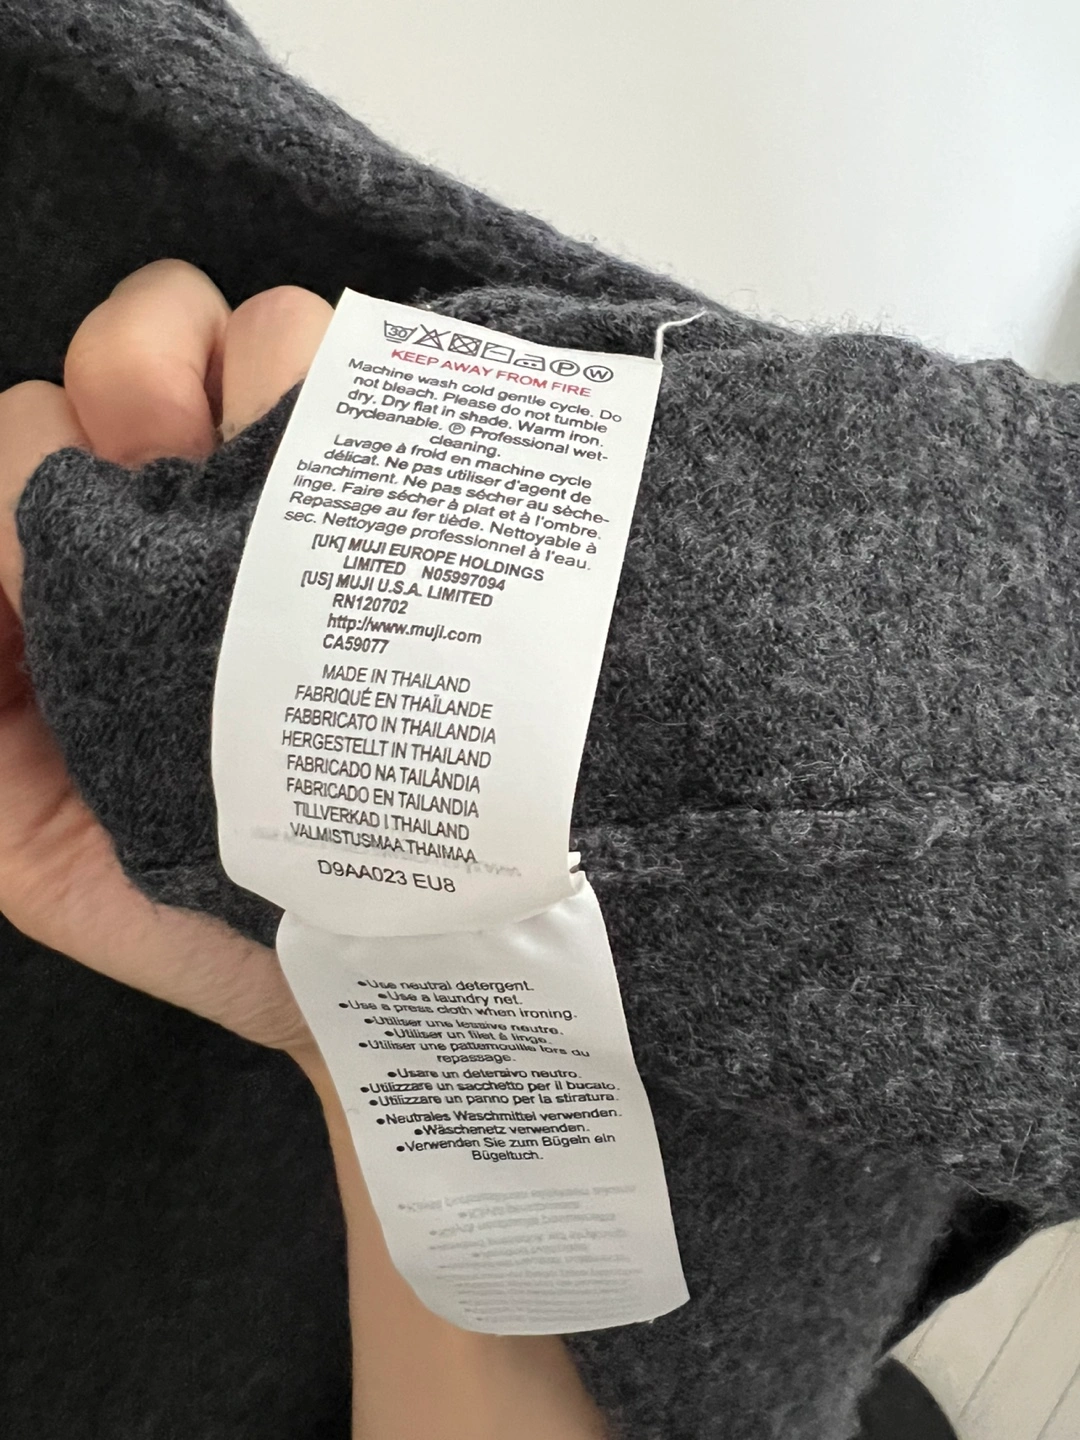 30 P W
KEEP AWAY FROM FIRE
Machine wash cold gentle cycle. Do
not bleach. Please do not tumble
dry. Dry flat in shade. Warm iron.
Drycleanable. Ⓟ Professional wet-
cleaning.
Lavage à froid en machine cycle
délicat. Ne pas utiliser d'agent de
blanchiment. Ne pas sécher au sèche-
linge. Faire sécher à plat et à l'ombre.
Repassage au fer tiède. Nettoyable à
sec. Nettoyage professionnel à l'eau.
[UK] MUJI EUROPE HOLDINGS
LIMITED N05997094
[US] MUJI U.S.A. LIMITED
RN120702
http://www.muji.com
CA59077
MADE IN THAILAND
FABRIQUÉ EN THAÏLANDE
FABBRICATO IN THAILANDIA
HERGESTELLT IN THAILAND
FABRICADO NA TAILÂNDIA
FABRICADO EN TAILANDIA
TILLVERKAD I THAILAND
VALMISTUSMAA THAIMAA
D9AA023 EU8
•Use neutral detergent.
•Use a laundry net.
•Use a press cloth when ironing.
•Utiliser une lessive neutre.
•Utiliser un filet à linge.
•Utiliser une pattemouille lors du
repassage.
•Usare un detersivo neutro.
•Utilizzare un sacchetto per il bucato.
•Utilizzare un panno per la stiratura.
•Neutrales Waschmittel verwenden.
•Wäschenetz verwenden.
•Verwenden Sie zum Bügeln ein
Bügeltuch.